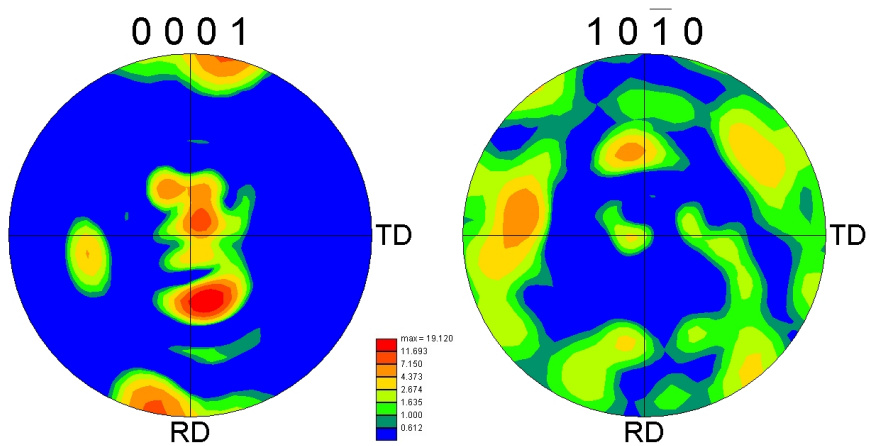 0 0 0 1
1 0 1̅ 0
TD
TD
max = 19.120
11.693
7.150
4.373
2.674
1.635
1.000
0.612
RD
RD